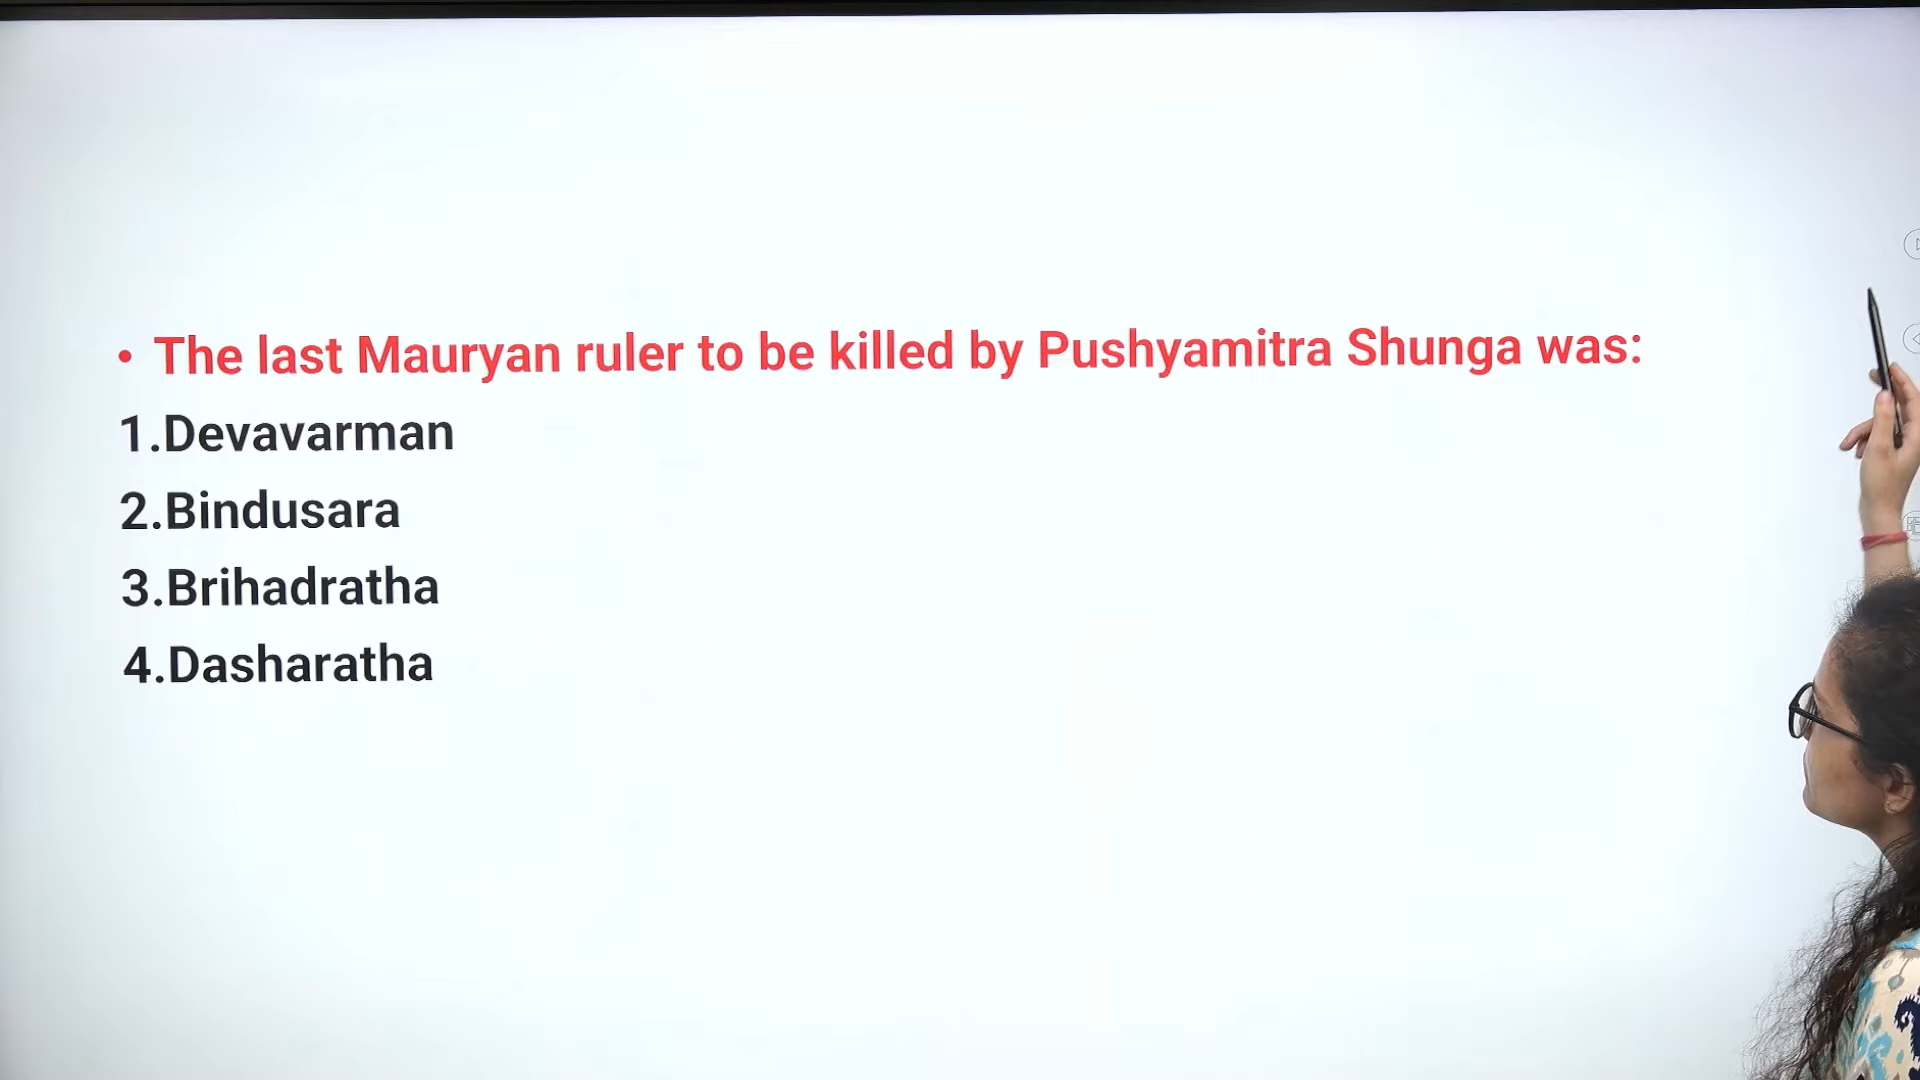 • The last Mauryan ruler to be killed by Pushyamitra Shunga was:
1.Devavarman
2.Bindusara
3.Brihadratha
4.Dasharatha